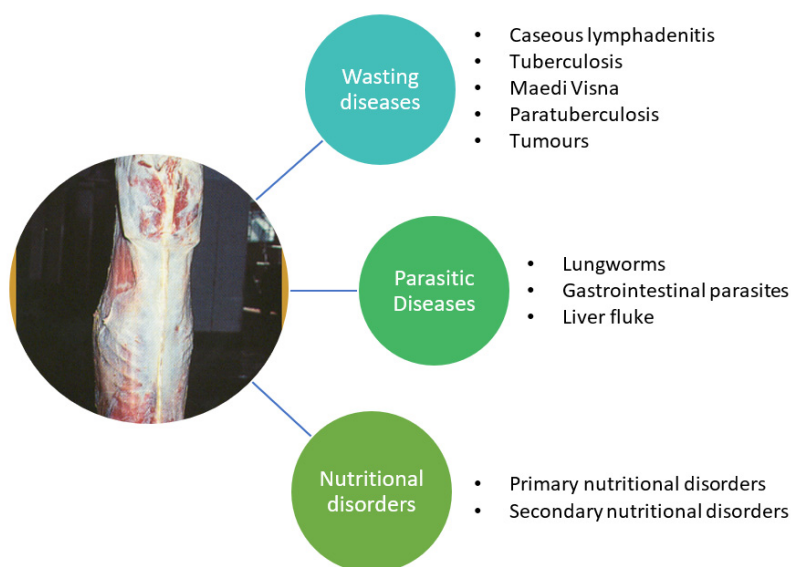 Wasting
diseases
• Caseous lymphadenitis
• Tuberculosis
• Maedi Visna
• Paratuberculosis
• Tumours
Parasitic
Diseases
• Lungworms
• Gastrointestinal parasites
• Liver fluke
Nutritional
disorders
• Primary nutritional disorders
• Secondary nutritional disorders